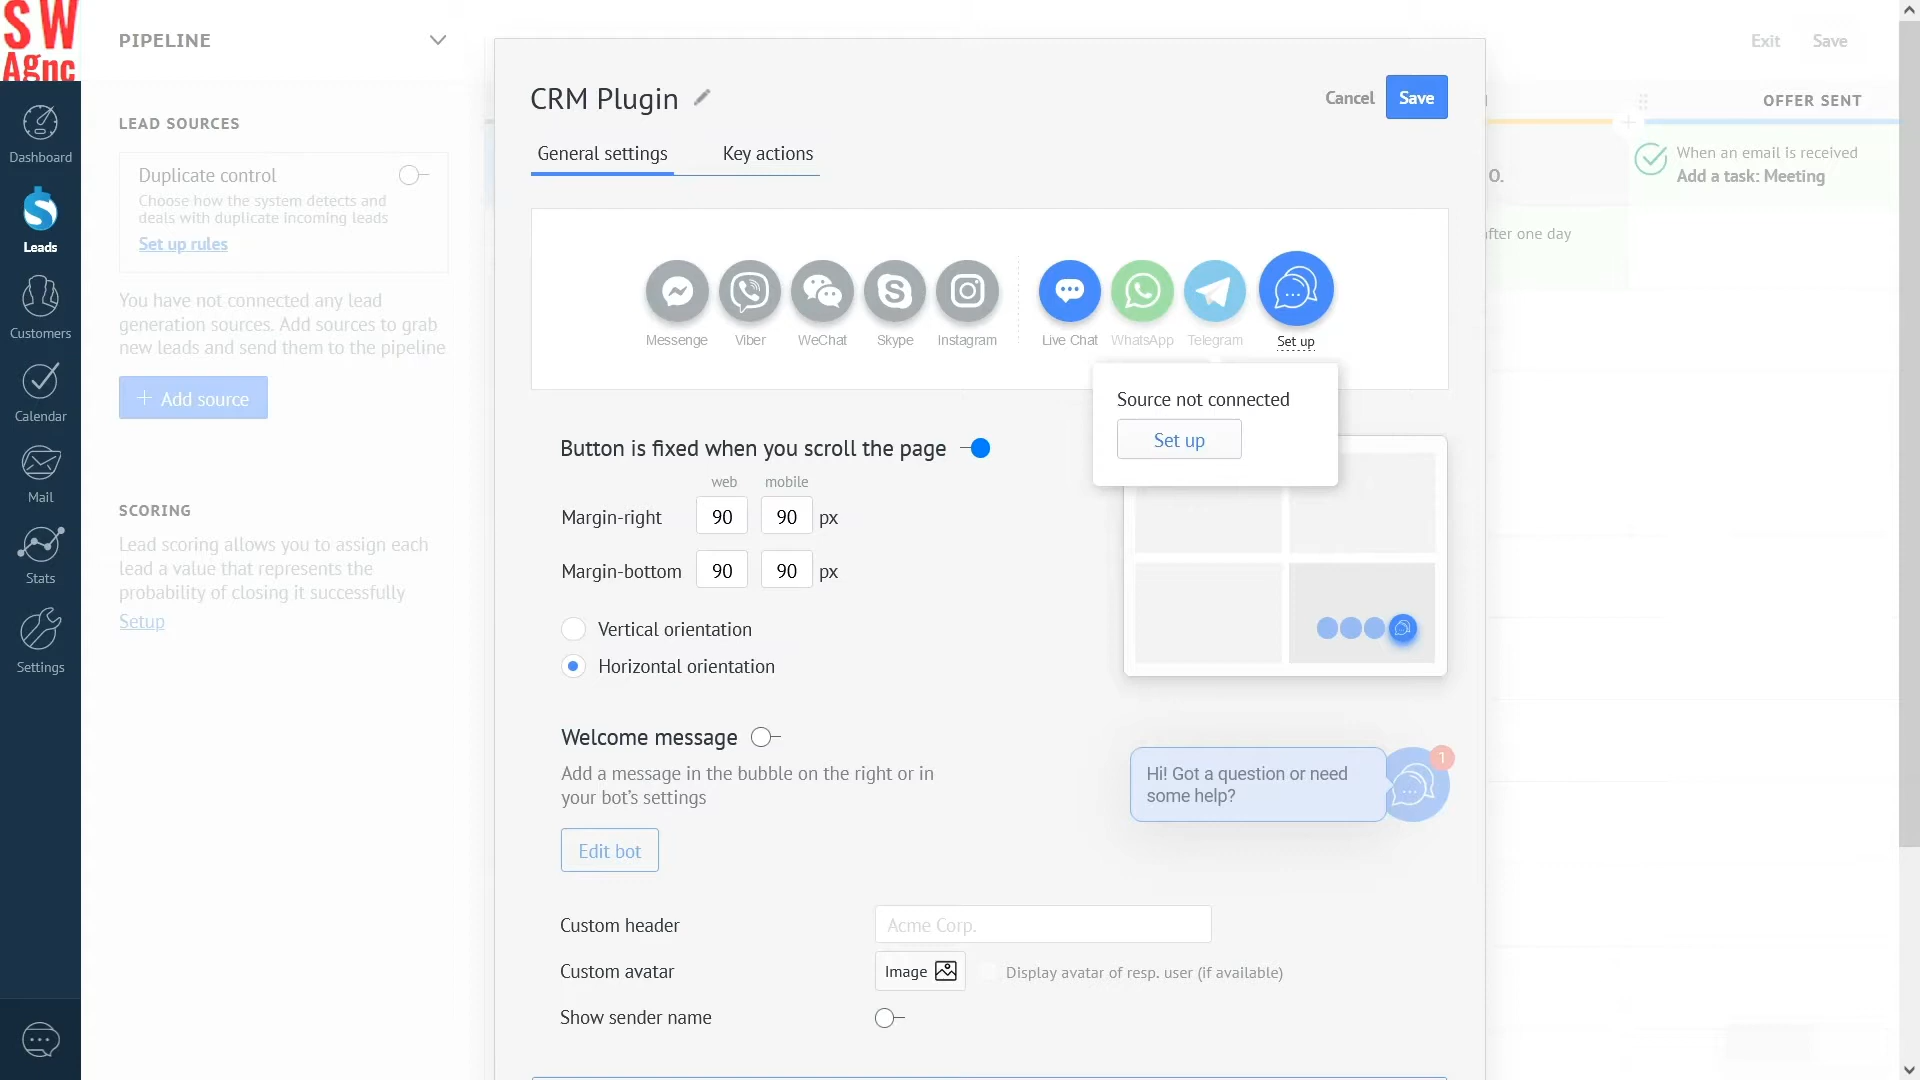 SW
Agnc
PIPELINE
Exit
Save
LEAD SOURCES
Duplicate control
Choose how the system detects and
deals with duplicate incoming leads
Set up rules
You have not connected any lead
generation sources. Add sources to grab
new leads and send them to the pipeline
+ Add source
SCORING
Lead scoring allows you to assign each
lead a value that represents the
probability of closing it successfully
Setup
Dashboard
Leads
Customers
Calendar
Mail
Stats
Settings
CRM Plugin
Cancel
Save
General settings
Key actions
Messenge
Viber
WeChat
Skype
Instagram
Live Chat
WhatsApp
Telegram
Set up
Source not connected
Set up
Button is fixed when you scroll the page
web
mobile
Margin-right
90
90
px
Margin-bottom
90
90
px
Vertical orientation
Horizontal orientation
Welcome message
Add a message in the bubble on the right or in
your bot's settings
Edit bot
Hi! Got a question or need
some help?
1
Custom header
Acme Corp.
Custom avatar
Image
Display avatar of resp. user (if available)
Show sender name
OFFER SENT
When an email is received
Add a task: Meeting
O.
after one day